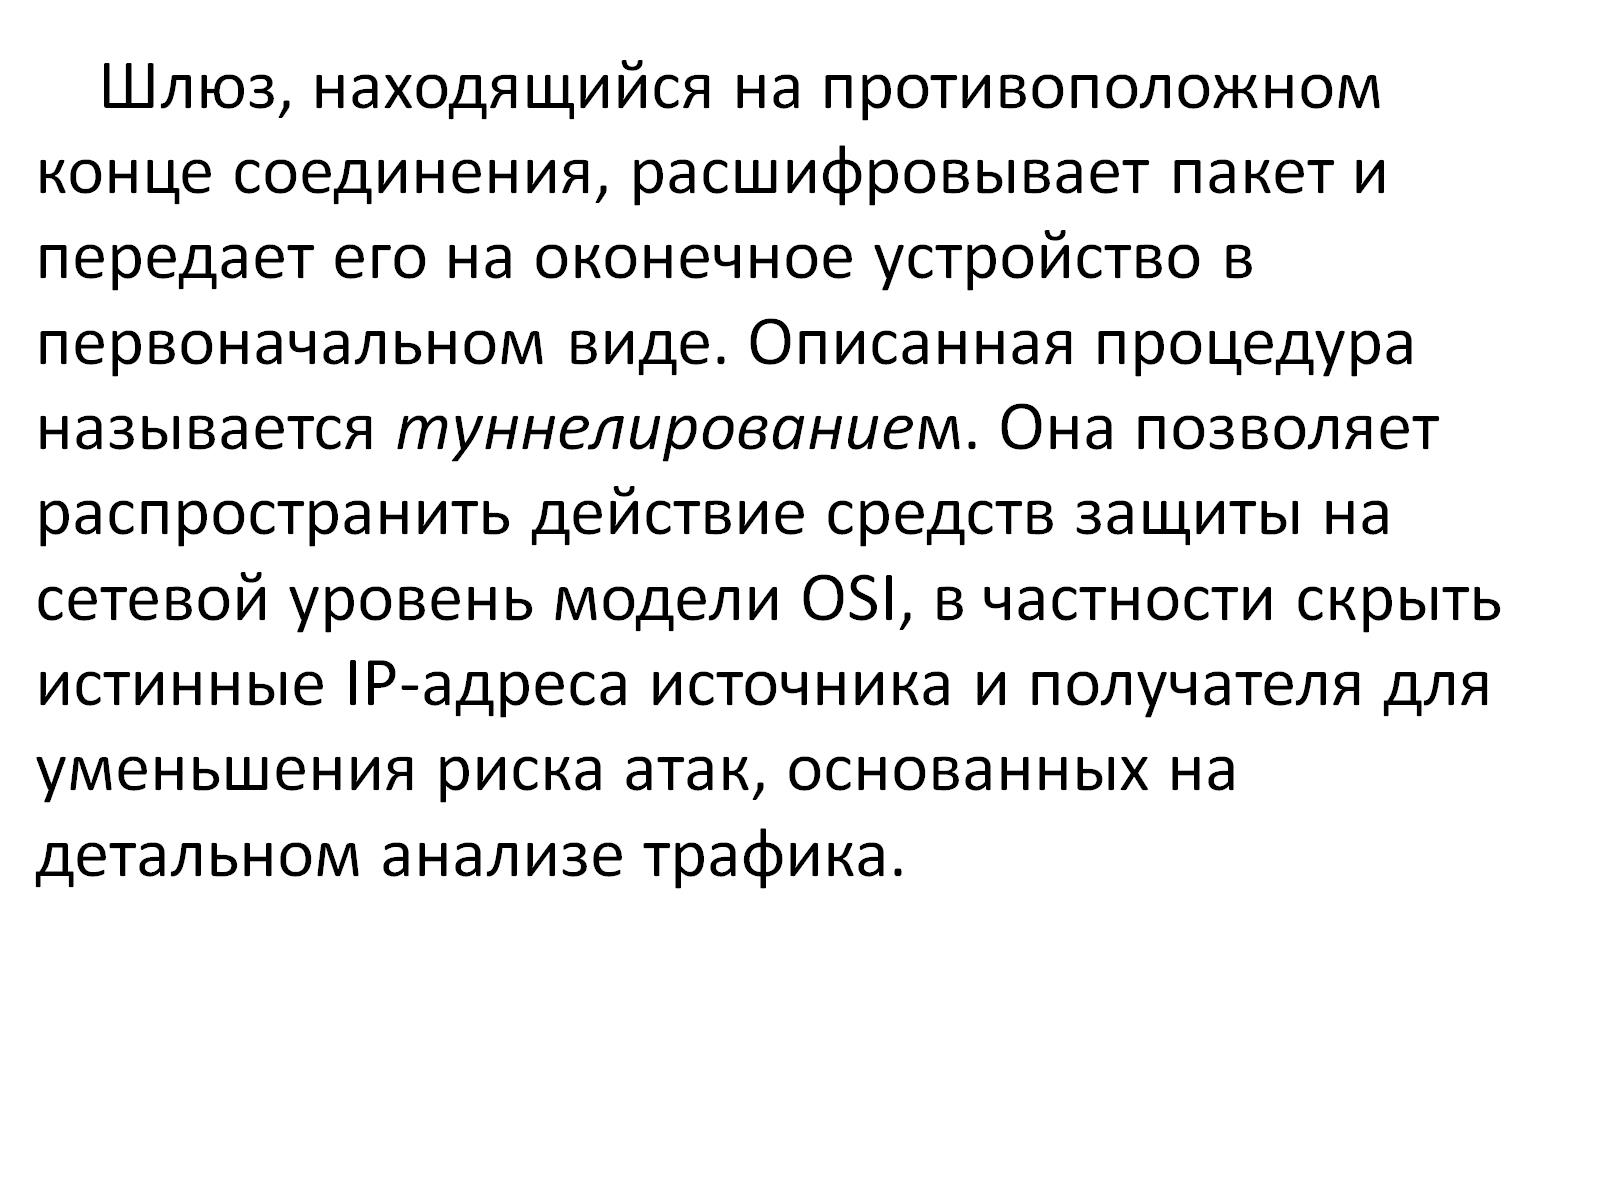 Шлюз, находящийся на противоположном
конце соединения, расшифровывает пакет и
передает его на оконечное устройство в
первоначальном виде. Описанная процедура
называется туннелированием. Она позволяет
распространить действие средств защиты на
сетевой уровень модели OSI, в частности скрыть
истинные IP-адреса источника и получателя для
уменьшения риска атак, основанных на
детальном анализе трафика.